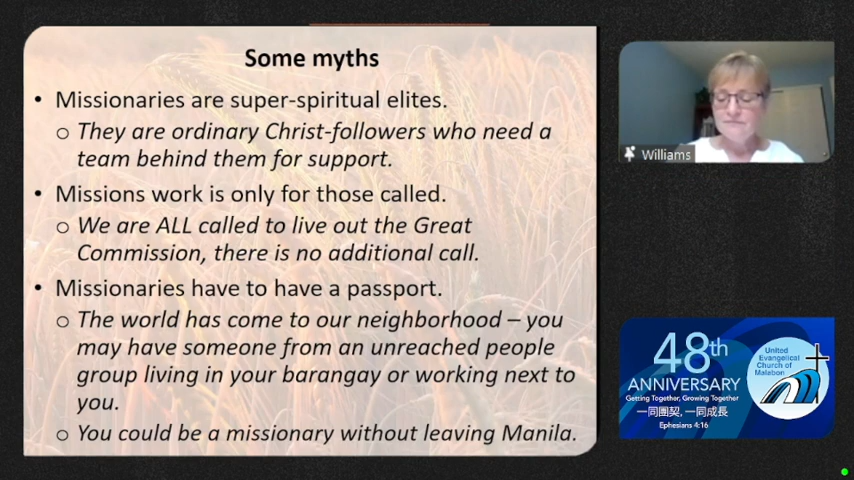 Some myths
• Missionaries are super-spiritual elites.
o They are ordinary Christ-followers who need a
team behind them for support.
• Missions work is only for those called.
o We are ALL called to live out the Great
Commission, there is no additional call.
• Missionaries have to have a passport.
o The world has come to our neighborhood – you
may have someone from an unreached people
group living in your barangay or working next to
you.
o You could be a missionary without leaving Manila.
Williams
48th
ANNIVERSARY
Getting Together, Growing Together
一同團契, 一同成長
Ephesians 4:16
United
Evangelical
Church of
Malabon